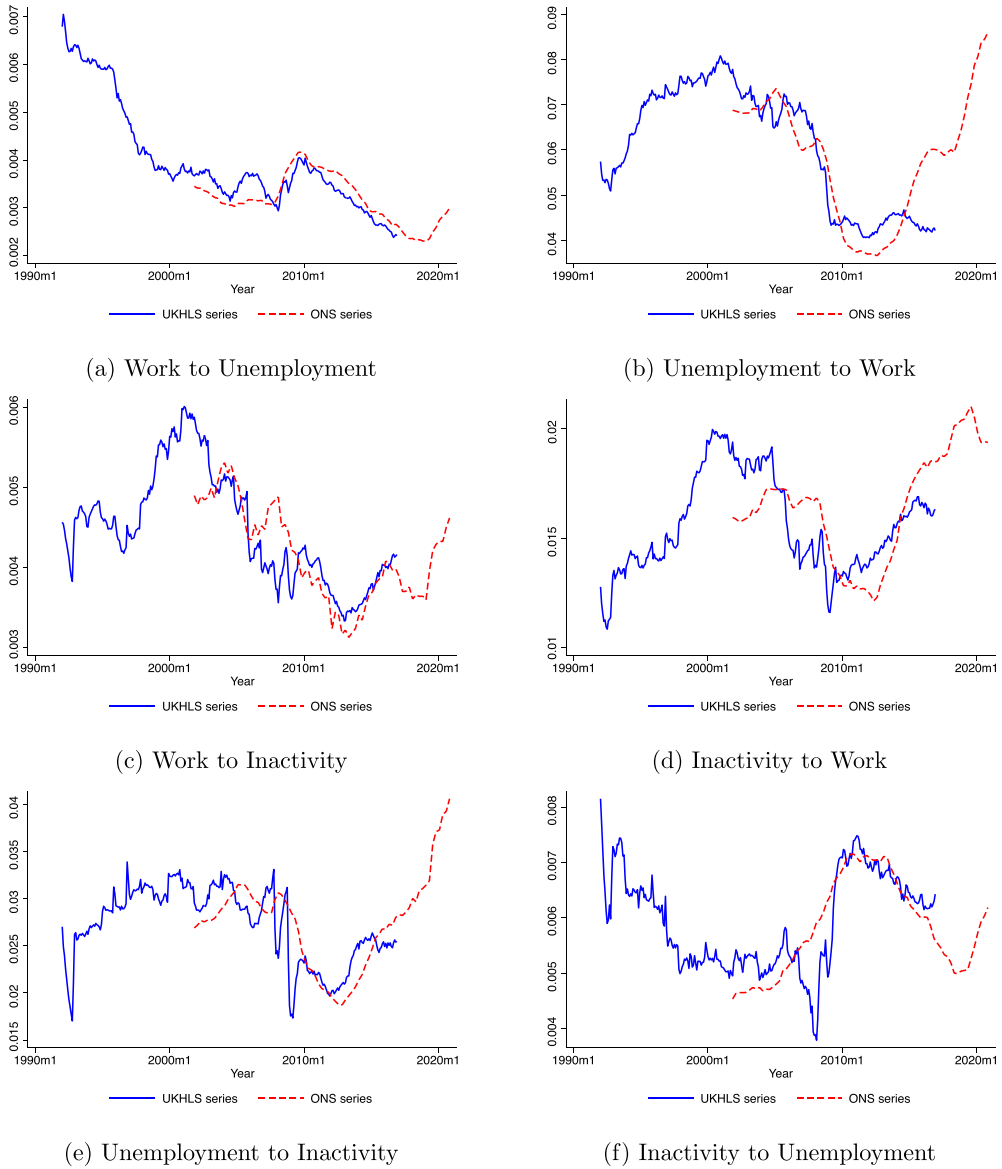 0.007
0.006
0.005
0.004
0.003
0.002
1990m1 2000m1 2010m1 2020m1
Year
UKHLS series ONS series
(a) Work to Unemployment
0.09
0.08
0.07
0.06
0.05
0.04
1990m1 2000m1 2010m1 2020m1
Year
UKHLS series ONS series
(b) Unemployment to Work
0.006
0.005
0.004
0.003
1990m1 2000m1 2010m1 2020m1
Year
UKHLS series ONS series
(c) Work to Inactivity
0.02
0.015
0.01
1990m1 2000m1 2010m1 2020m1
Year
UKHLS series ONS series
(d) Inactivity to Work
0.04
0.035
0.03
0.025
0.02
0.015
1990m1 2000m1 2010m1 2020m1
Year
UKHLS series ONS series
(e) Unemployment to Inactivity
0.008
0.007
0.006
0.005
0.004
1990m1 2000m1 2010m1 2020m1
Year
UKHLS series ONS series
(f) Inactivity to Unemployment